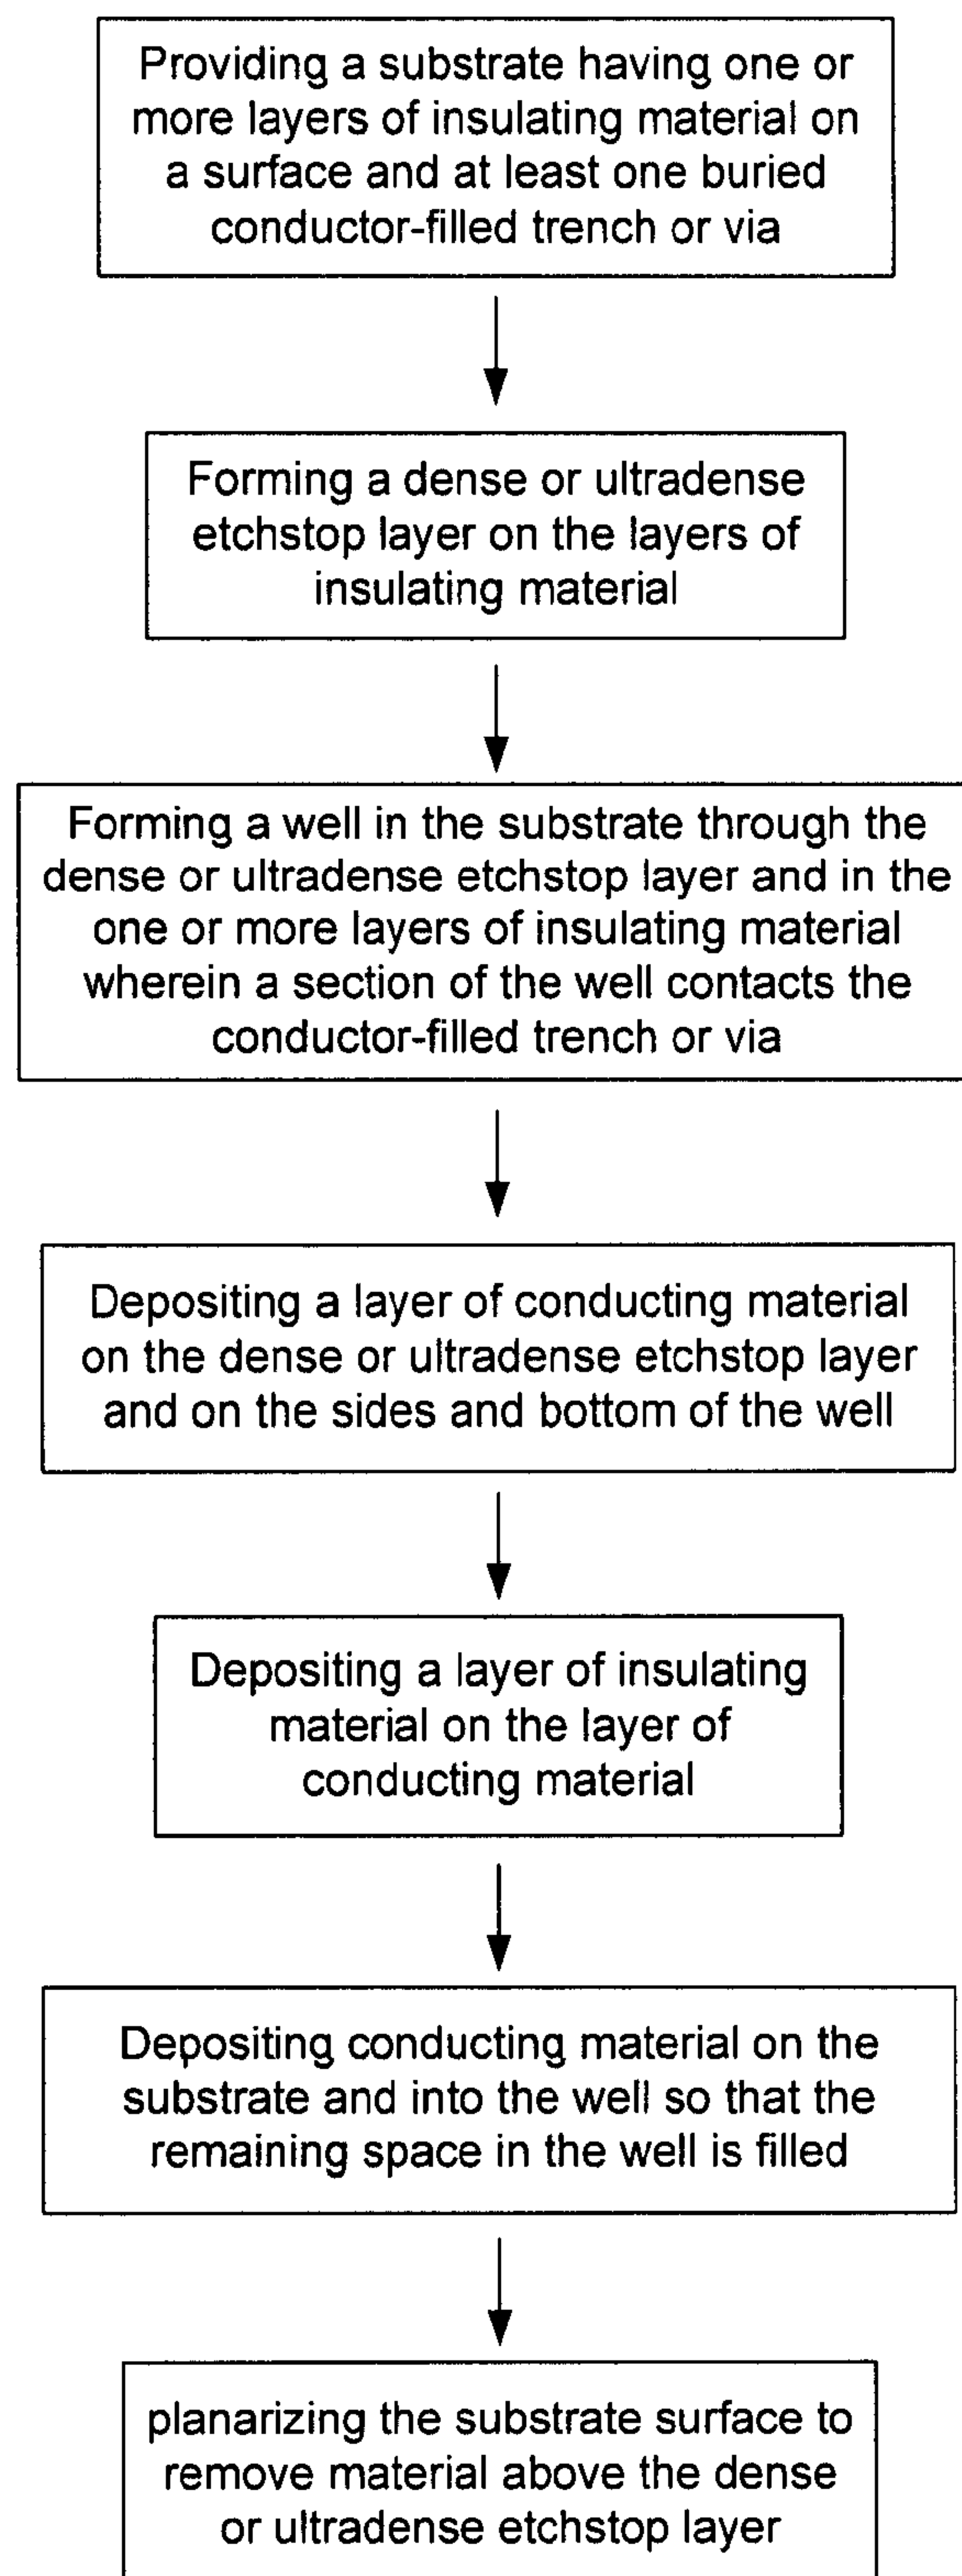 Providing a substrate having one or
more layers of insulating material on
a surface and at least one buried
conductor-filled trench or via
Forming a dense or ultradense
etchstop layer on the layers of
insulating material
Forming a well in the substrate through the
dense or ultradense etchstop layer and in the
one or more layers of insulating material
wherein a section of the well contacts the
conductor-filled trench or via
Depositing a layer of conducting material
on the dense or ultradense etchstop layer
and on the sides and bottom of the well
Depositing a layer of insulating
material on the layer of
conducting material
Depositing conducting material on the
substrate and into the well so that the
remaining space in the well is filled
planarizing the substrate surface to
remove material above the dense
or ultradense etchstop layer